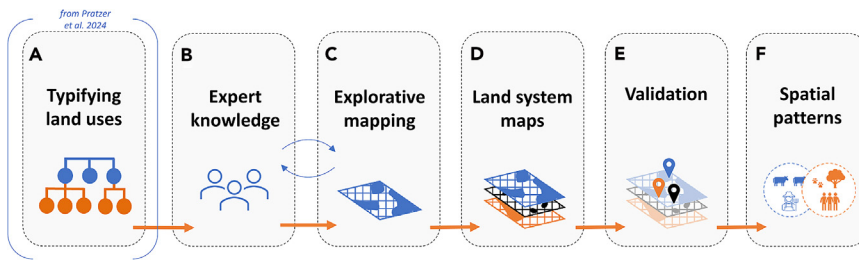 from Pratzer
et al. 2024
A
Typifying
land uses
B
Expert
knowledge
C
Explorative
mapping
D
Land system
maps
E
Validation
F
Spatial
patterns